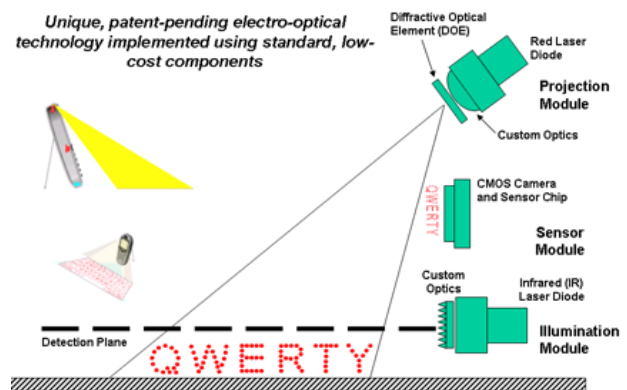 Unique, patent-pending electro-optical
technology implemented using standard, low-
cost components
Diffractive Optical
Element (DOE)
Red Laser
Diode
Projection
Module
Custom Optics
QWERTY
CMOS Camera
and Sensor Chip
Sensor
Module
Custom
Optics
Infrared (IR)
Laser Diode
Illumination
Module
Detection Plane
QWERTY